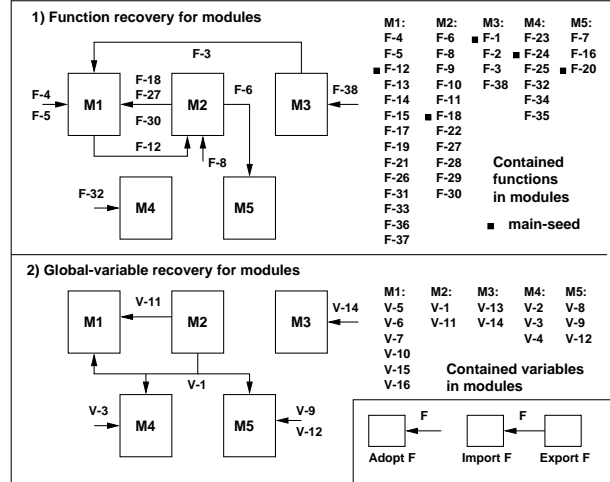 1) Function recovery for modules
M1: M2: M3: M4: M5:
F-4 F-6 F-1 F-23 F-7
F-5 F-8 F-2 F-24 F-16
F-12 F-9 F-3 F-25 F-20
F-13 F-10 F-38 F-32
F-14 F-11 F-34
F-15 F-18 F-35
F-17 F-22
F-19 F-27
F-21 F-28
F-26 F-29
F-31 F-30
F-33
F-36
F-37
Contained
functions
in modules
main-seed
F-3
F-4
F-5
M1
F-18
F-27
F-30
M2
F-6
M3
F-38
F-12
F-8
F-32
M4
M5
2) Global-variable recovery for modules
M1: M2: M3: M4: M5:
V-5 V-1 V-13 V-2 V-8
V-6 V-11 V-14 V-3 V-9
V-7 V-4 V-12
V-10
V-15
V-16
Contained variables
in modules
M1
V-11
M2
M3
V-14
V-1
V-3
M4
M5
V-9
V-12
F
F
Adopt F
Import F
Export F